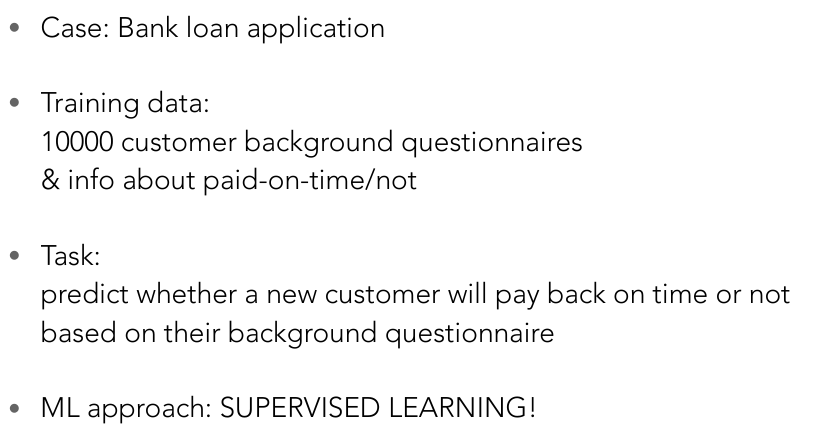 • Case: Bank loan application
• Training data:
10000 customer background questionnaires
& info about paid-on-time/not
• Task:
predict whether a new customer will pay back on time or not
based on their background questionnaire
• ML approach: SUPERVISED LEARNING!